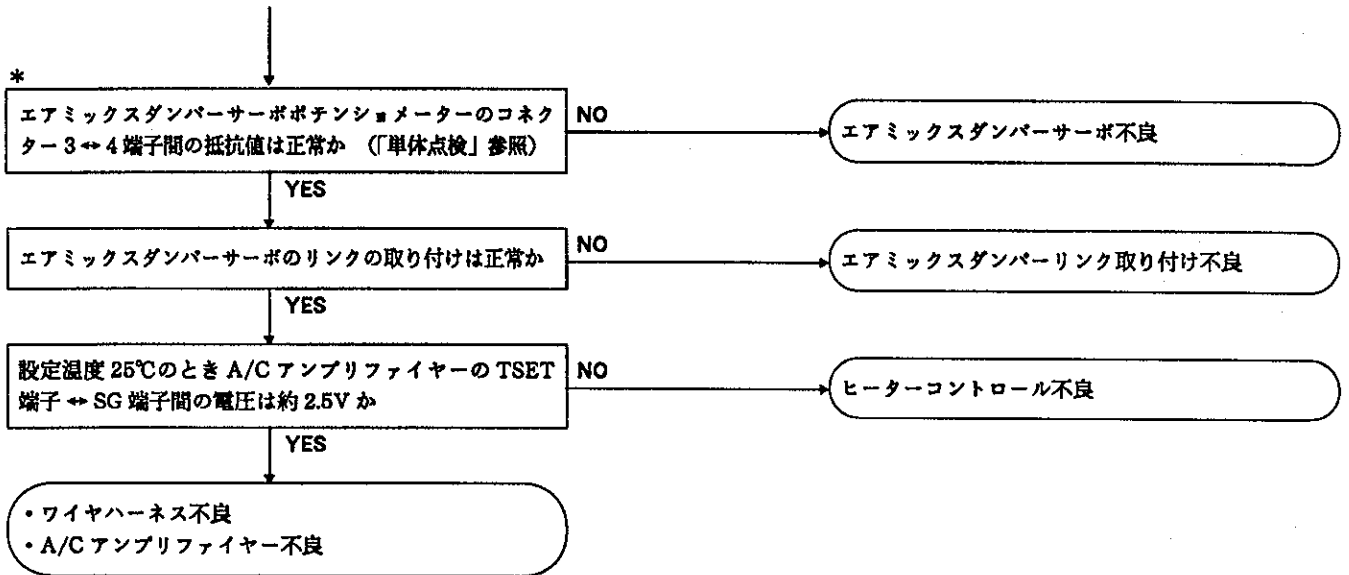 *
エアミックスダンパーサーボポテンショメーターのコネク
ター 3 ↔ 4 端子間の抵抗値は正常か (「単体点検」参照)
NO
エアミックスダンパーサーボ不良
YES
エアミックスダンパーサーボのリンクの取り付けは正常か
NO
エアミックスダンパーリンク取り付け不良
YES
設定温度 25℃のとき A/C アンプリファイヤーの TSET
端子 ↔ SG 端子間の電圧は約 2.5V か
NO
ヒーターコントロール不良
YES
・ワイヤハーネス不良
・A/C アンプリファイヤー不良